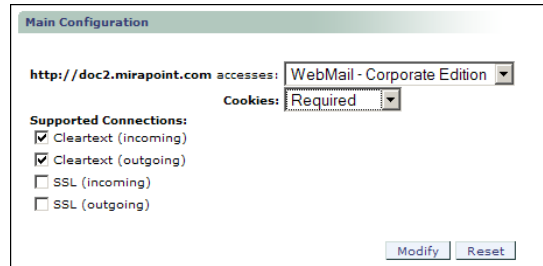 Main Configuration
http://doc2.mirapoint.com accesses: WebMail - Corporate Edition
Cookies: Required
Supported Connections:
Cleartext (incoming)
Cleartext (outgoing)
SSL (incoming)
SSL (outgoing)
Modify Reset